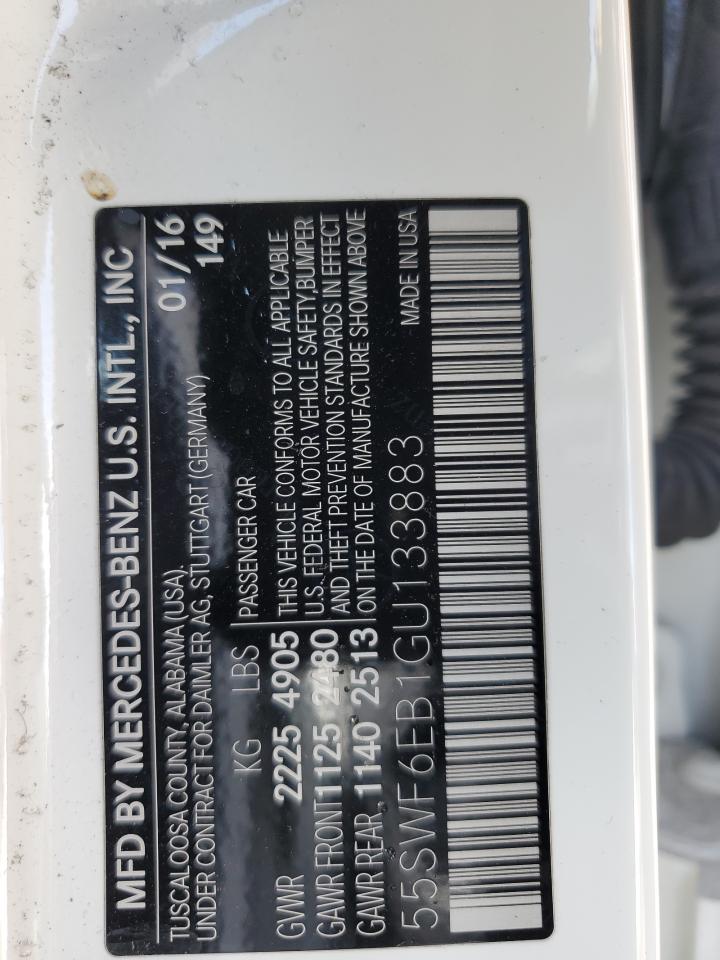 MFD BY MERCEDES-BENZ U.S. INTL., INC
TUSCALOOSA COUNTY, ALABAMA (USA), 01/16
UNDER CONTRACT FOR DAIMLER AG, STUTTGART (GERMANY) 149
KG LBS PASSENGER CAR
GVWR 2225 4905 THIS VEHICLE CONFORMS TO ALL APPLICABLE
GAWR FRONT 1125 2480 U.S. FEDERAL MOTOR VEHICLE SAFETY, BUMPER
AND THEFT PREVENTION STANDARDS IN EFFECT
GAWR REAR 1140 2513 ON THE DATE OF MANUFACTURE SHOWN ABOVE
55SWF6EB1GU133883 MADE IN USA